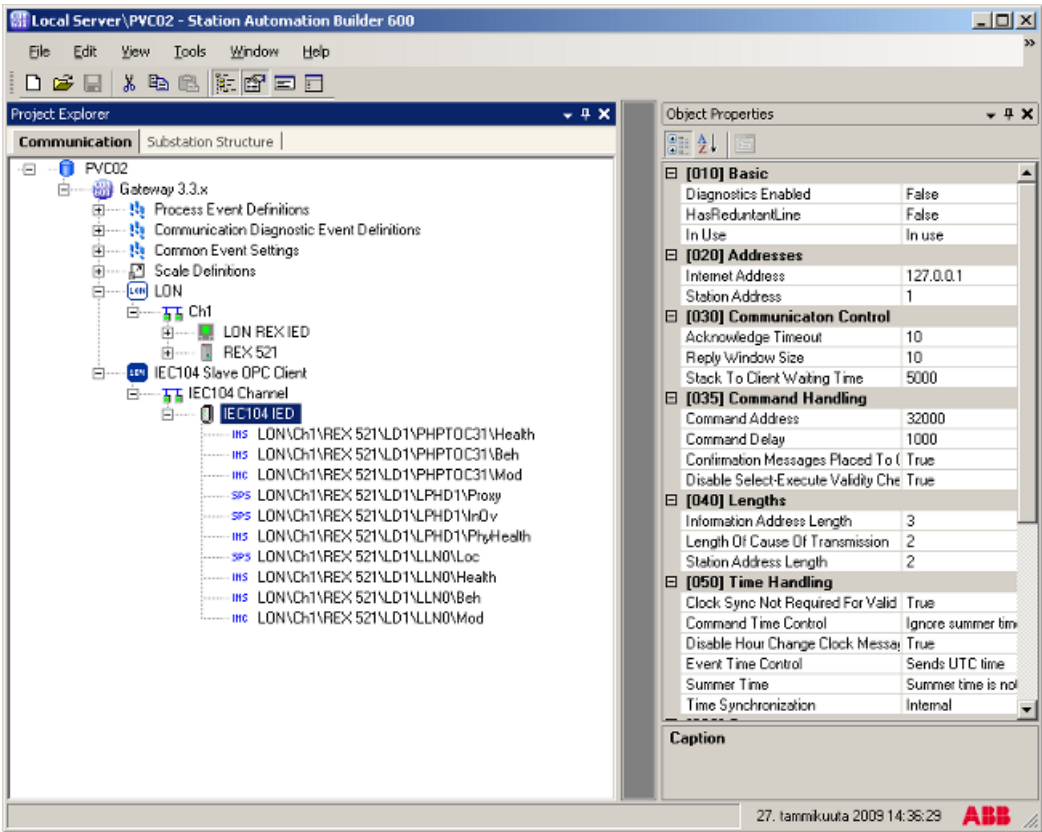 Local Server\PVC02 - Station Automation Builder 600
File Edit View Tools Window Help
Project Explorer
Communication Substation Structure
PVC02
Gateway 3.3.x
Process Event Definitions
Communication Diagnostic Event Definitions
Common Event Settings
Scale Definitions
LON LON
Ch1
LON REX IED
REX 521
IEC104 Slave OPC Client
IEC104 Channel
IEC104 IED
INS LON\Ch1\REX 521\LD1\PHPTOC31\Health
INS LON\Ch1\REX 521\LD1\PHPTOC31\Beh
INC LON\Ch1\REX 521\LD1\PHPTOC31\Mod
SPS LON\Ch1\REX 521\LD1\LPHD1\Proxy
SPS LON\Ch1\REX 521\LD1\LPHD1\InOv
INS LON\Ch1\REX 521\LD1\LPHD1\PhyHealth
SPS LON\Ch1\REX 521\LD1\LLN0\Loc
INS LON\Ch1\REX 521\LD1\LLN0\Health
INS LON\Ch1\REX 521\LD1\LLN0\Beh
INC LON\Ch1\REX 521\LD1\LLN0\Mod
Object Properties
[010] Basic
Diagnostics Enabled False
HasReduntantLine False
In Use In use
[020] Addresses
Internet Address 127.0.0.1
Station Address 1
[030] Communicaton Control
Acknowledge Timeout 10
Reply Window Size 10
Stack To Client Waiting Time 5000
[035] Command Handling
Command Address 32000
Command Delay 1000
Confirmation Messages Placed To ( True
Disable Select-Execute Validity Che True
[040] Lengths
Information Address Length 3
Length Of Cause Of Transmission 2
Station Address Length 2
[050] Time Handling
Clock Sync Not Required For Valid True
Command Time Control Ignore summer tim
Disable Hour Change Clock Messa True
Event Time Control Sends UTC time
Summer Time Summer time is not
Time Synchronization Internal
Caption
27. tammikuuta 2009 14:36:29 ABB